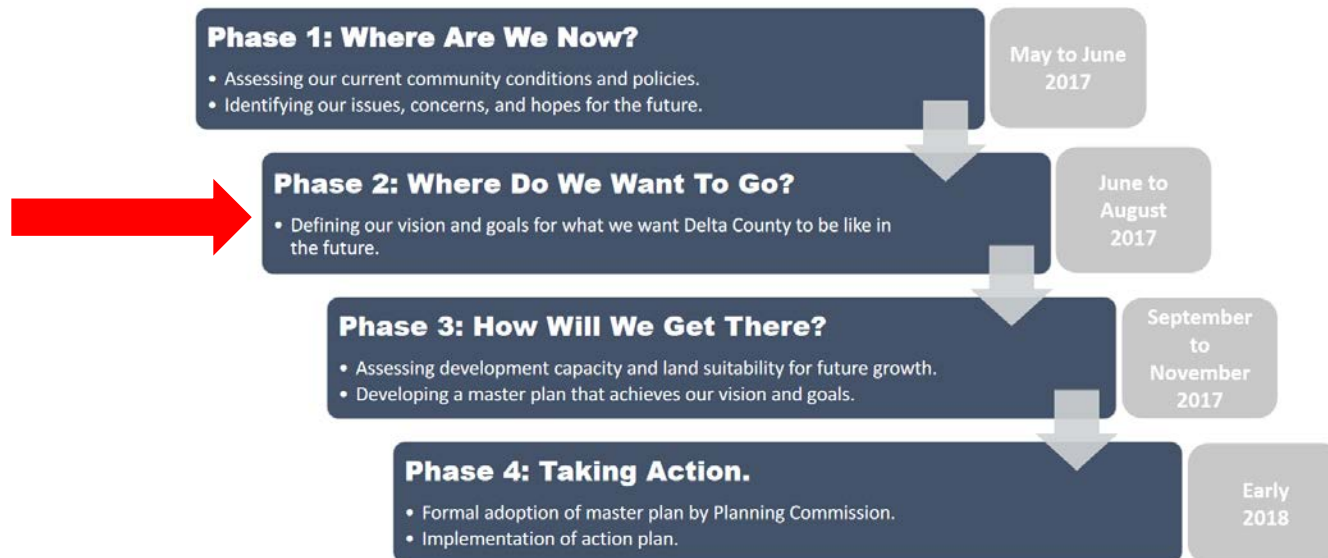 Phase 1: Where Are We Now?
• Assessing our current community conditions and policies.
• Identifying our issues, concerns, and hopes for the future.
May to June
2017
Phase 2: Where Do We Want To Go?
• Defining our vision and goals for what we want Delta County to be like in
the future.
June to
August
2017
Phase 3: How Will We Get There?
• Assessing development capacity and land suitability for future growth.
• Developing a master plan that achieves our vision and goals.
September
to
November
2017
Phase 4: Taking Action.
• Formal adoption of master plan by Planning Commission.
• Implementation of action plan.
Early
2018